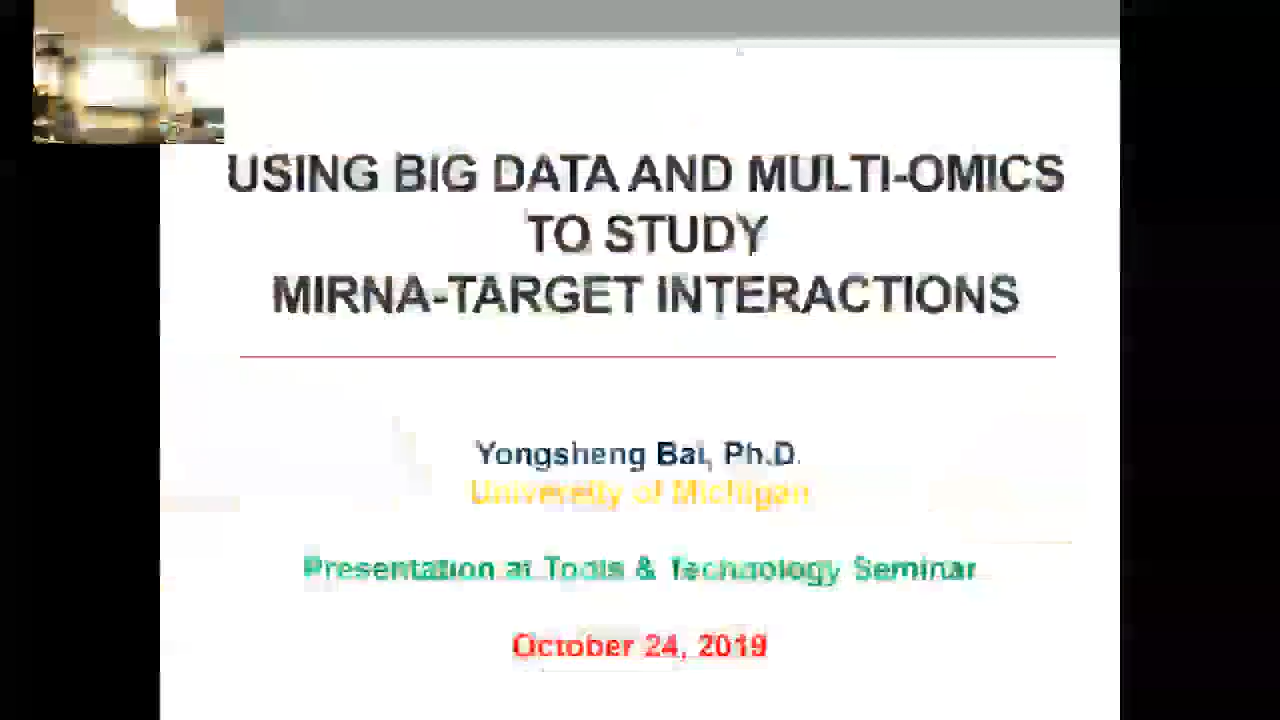 USING BIG DATA AND MULTI-OMICS
TO STUDY
MIRNA-TARGET INTERACTIONS
Yongsheng Bai, Ph.D.
University of Michigan
Presentation at Tools & Technology Seminar
October 24, 2019